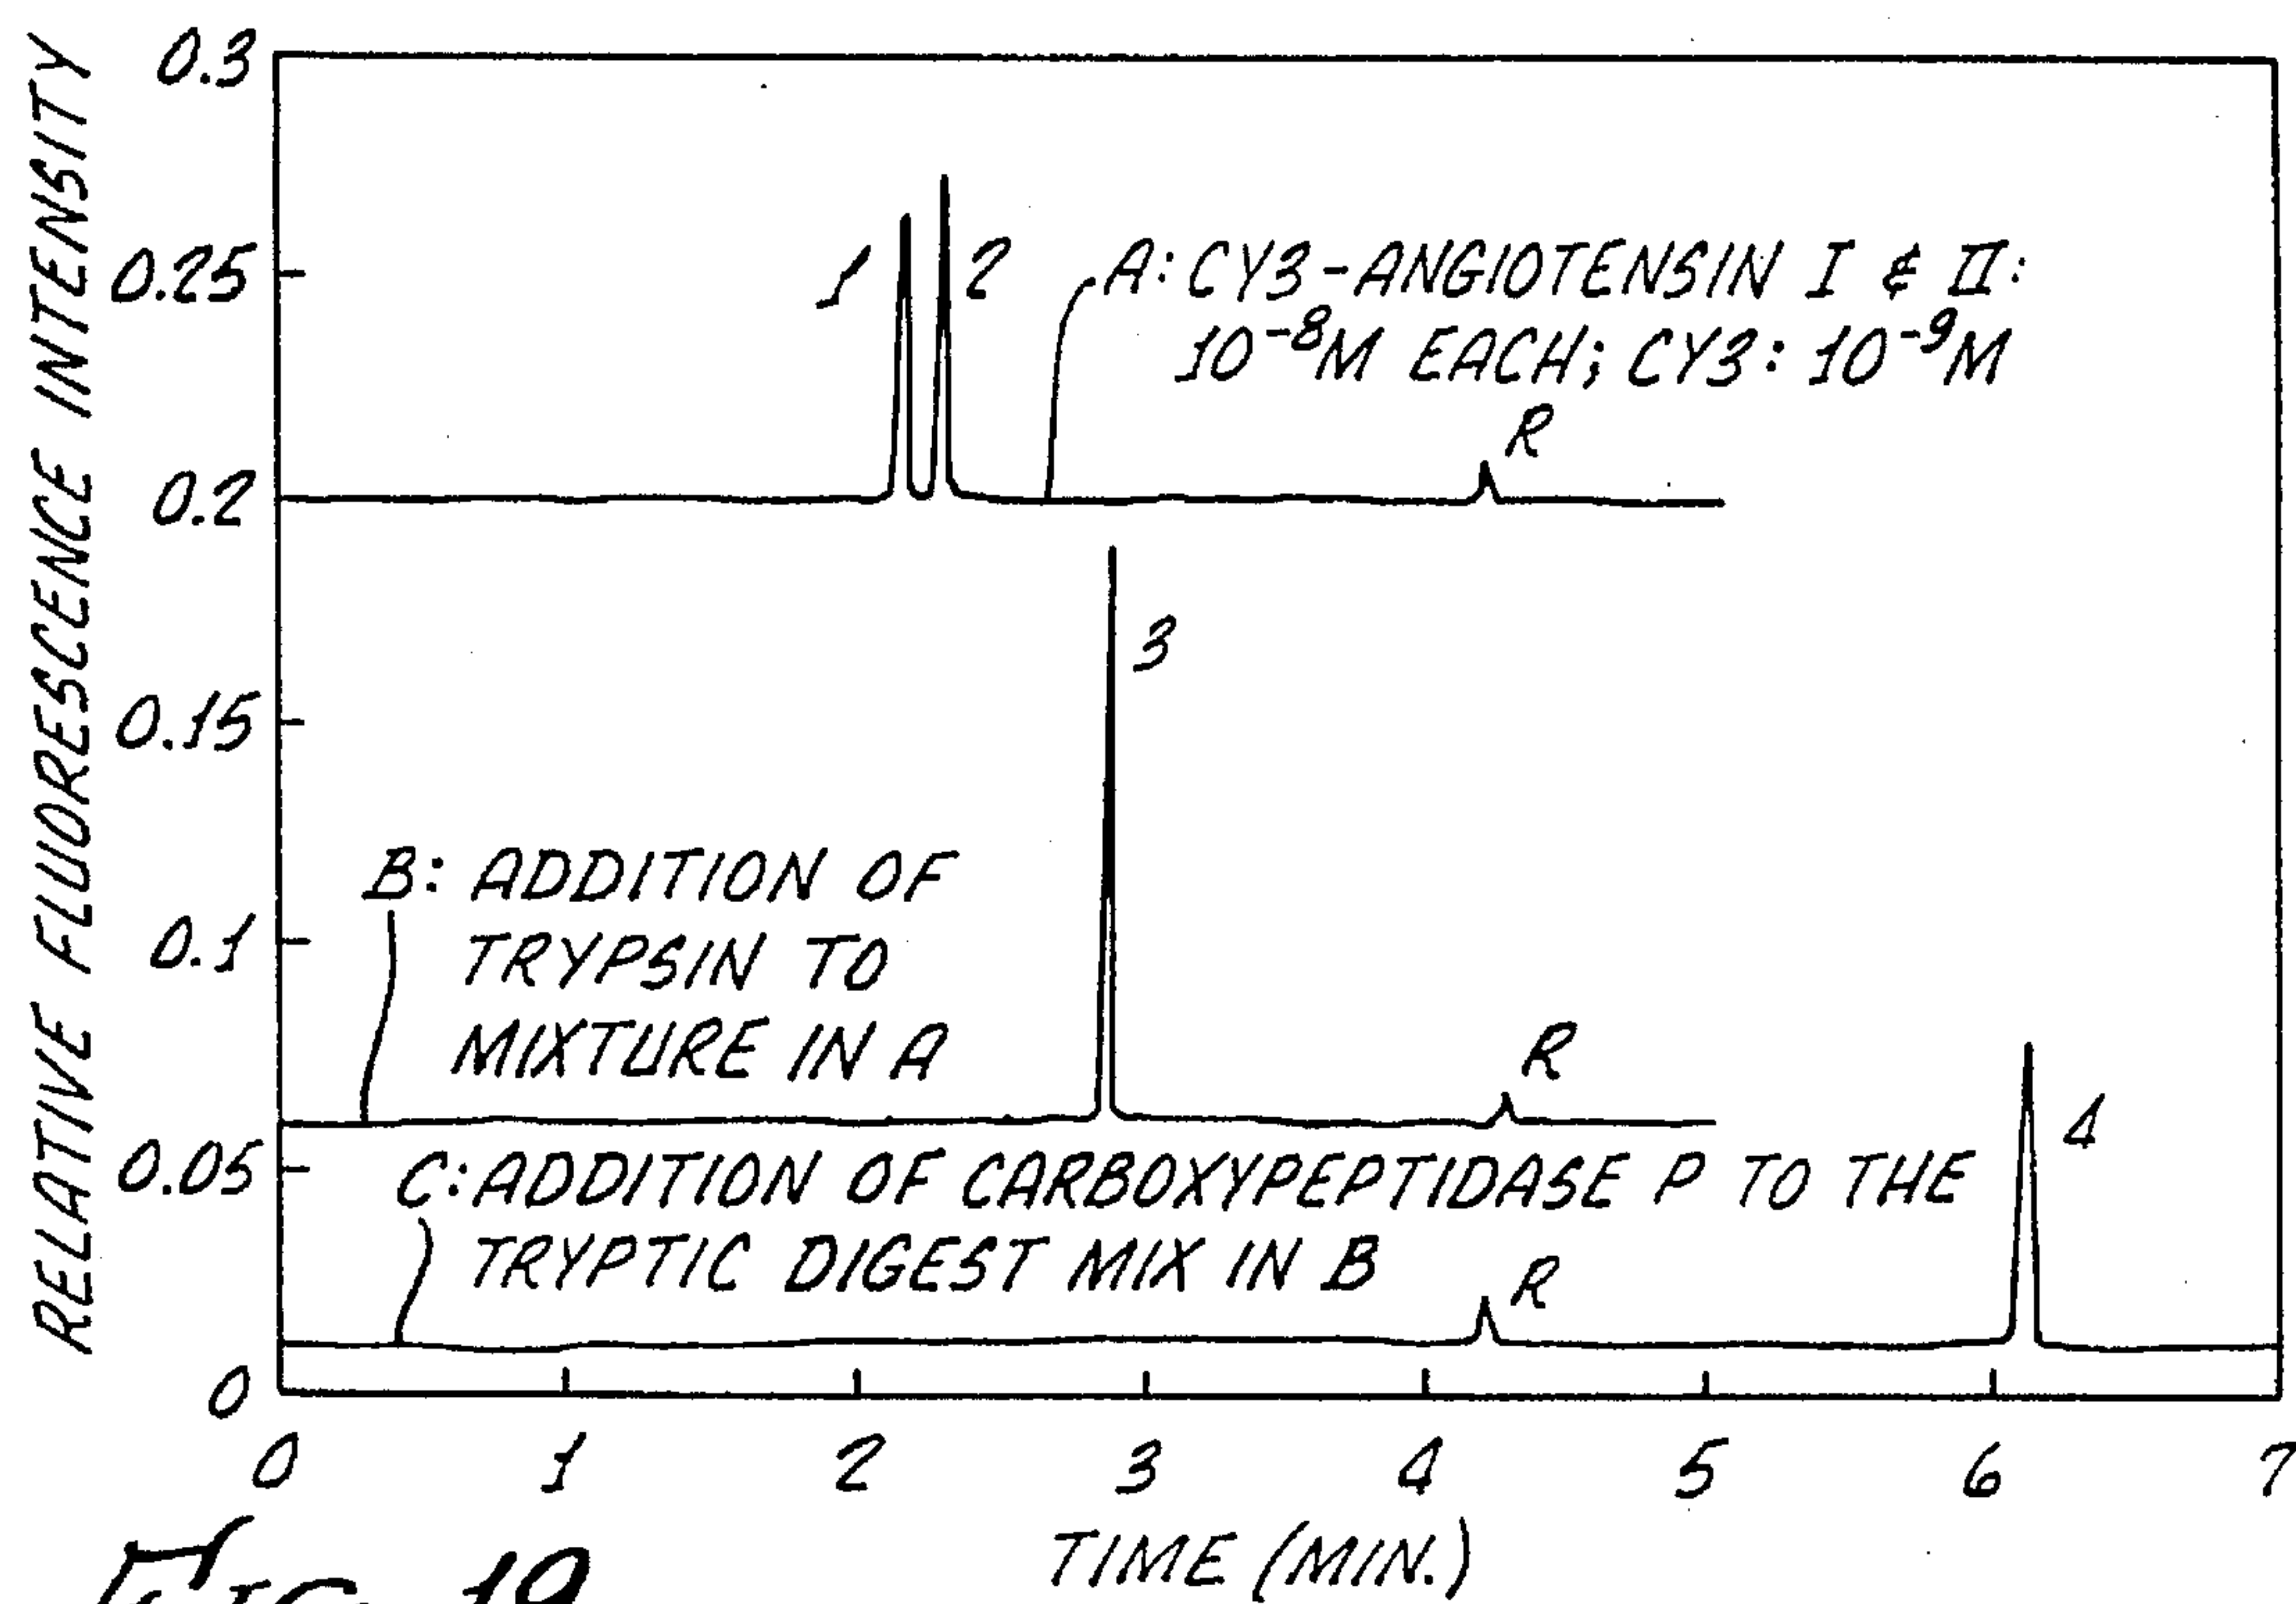 RELATIVE FLUORESCENCE INTENSITY
0.3
0.25
0.2
0.15
0.1
0.05
0
1
2
A: CY3-ANGIOTENSIN I & II:
10⁻⁸M EACH; CY3: 10⁻⁹M
R
3
B: ADDITION OF
TRYPSIN TO
MIXTURE IN A
R
4
C: ADDITION OF CARBOXYPEPTIDASE P TO THE
TRYPTIC DIGEST MIX IN B
R
0 1 2 3 4 5 6 7
TIME (MIN.)